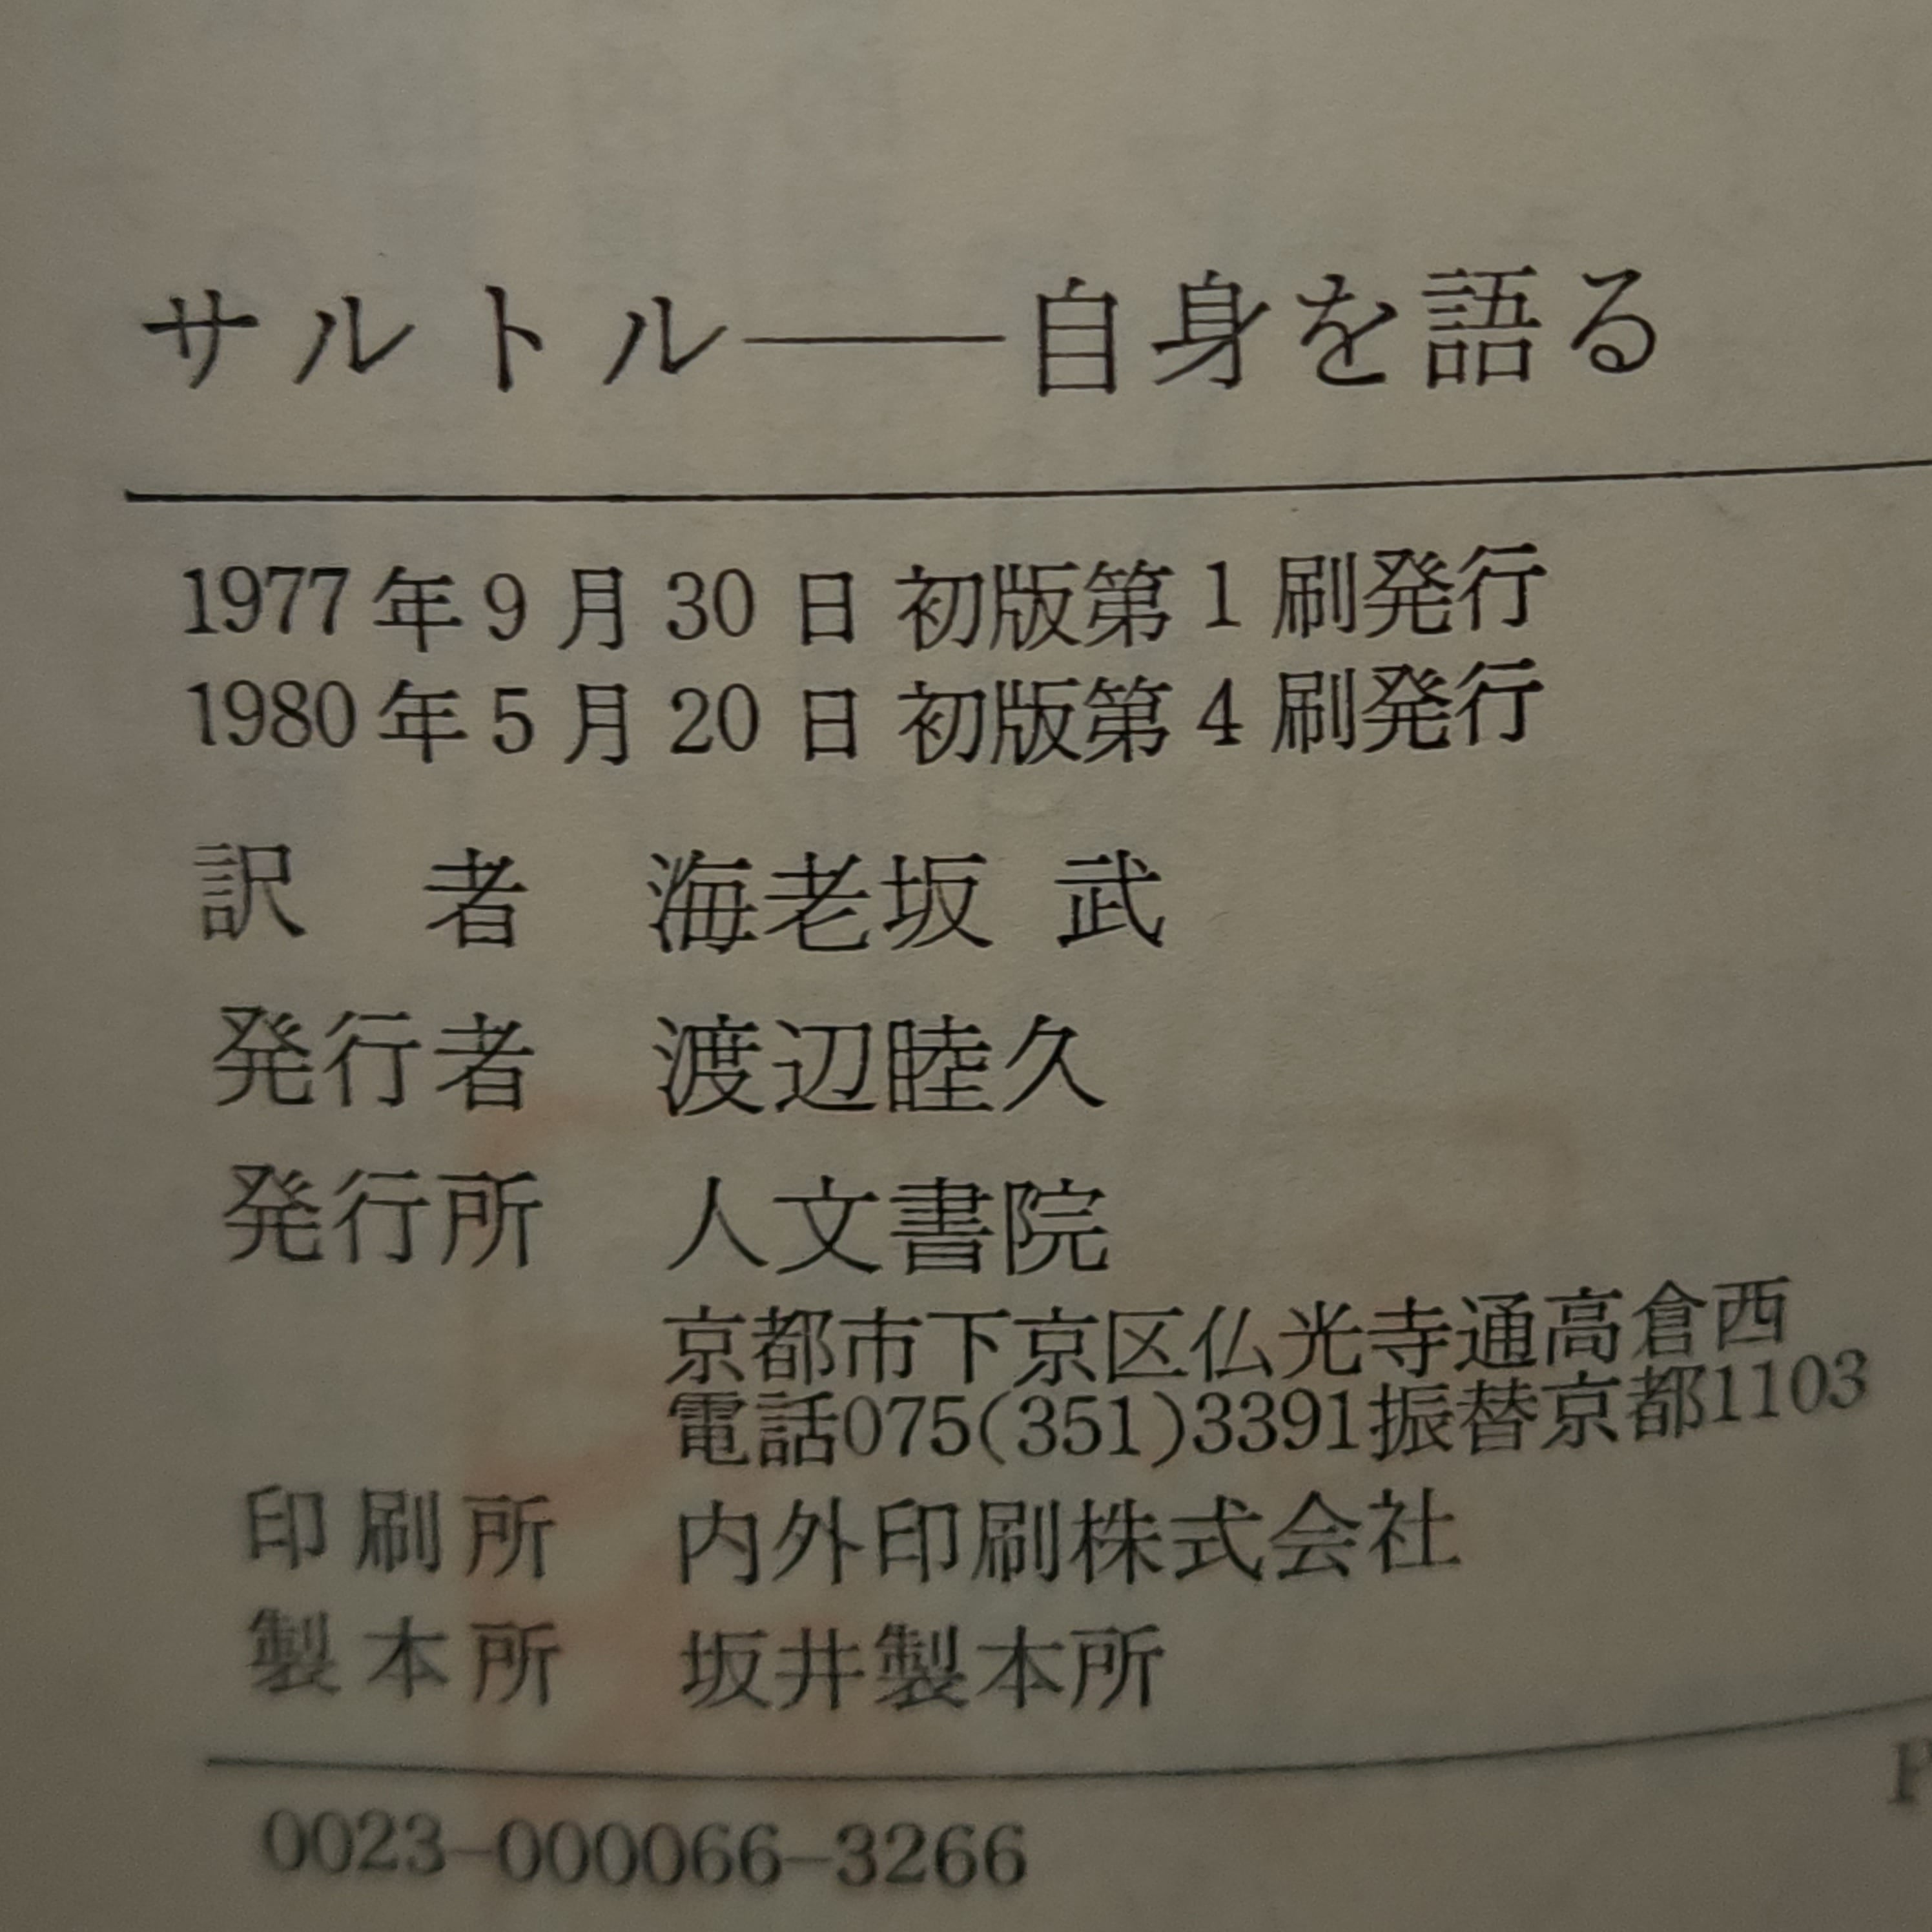 サルトル――自身を語る
1977年9月30日 初版第1刷発行
1980年5月20日 初版第4刷発行
訳者 海老坂 武
発行者 渡辺睦久
発行所 人文書院
京都市下京区仏光寺通高倉西
電話075(351)3391振替京都1103
印刷所 内外印刷株式会社
製本所 坂井製本所
0023-000066-3266